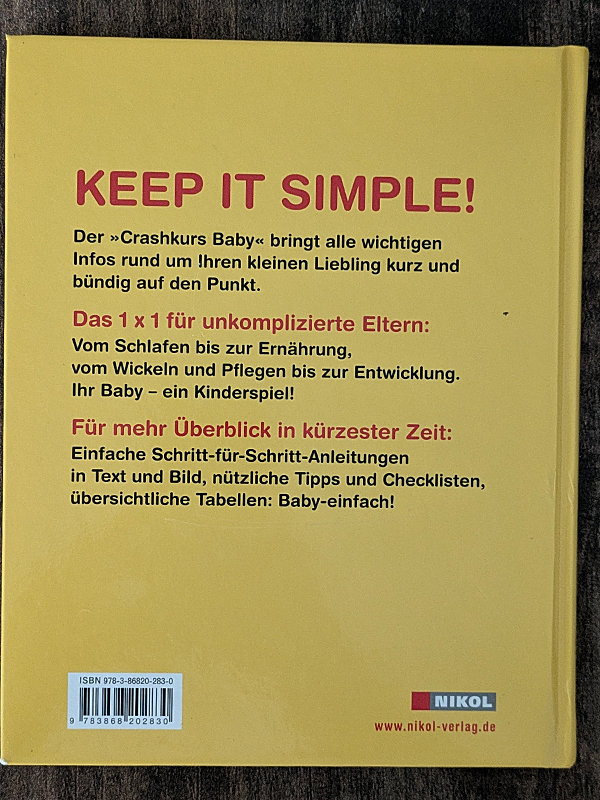 KEEP IT SIMPLE!
Der »Crashkurs Baby« bringt alle wichtigen
Infos rund um Ihren kleinen Liebling kurz und
bündig auf den Punkt.
Das 1 x 1 für unkomplizierte Eltern:
Vom Schlafen bis zur Ernährung,
vom Wickeln und Pflegen bis zur Entwicklung.
Ihr Baby – ein Kinderspiel!
Für mehr Überblick in kürzester Zeit:
Einfache Schritt-für-Schritt-Anleitungen
in Text und Bild, nützliche Tipps und Checklisten,
übersichtliche Tabellen: Baby-einfach!
ISBN 978-3-86820-283-0
9 783868 202830
NIKOL
www.nikol-verlag.de